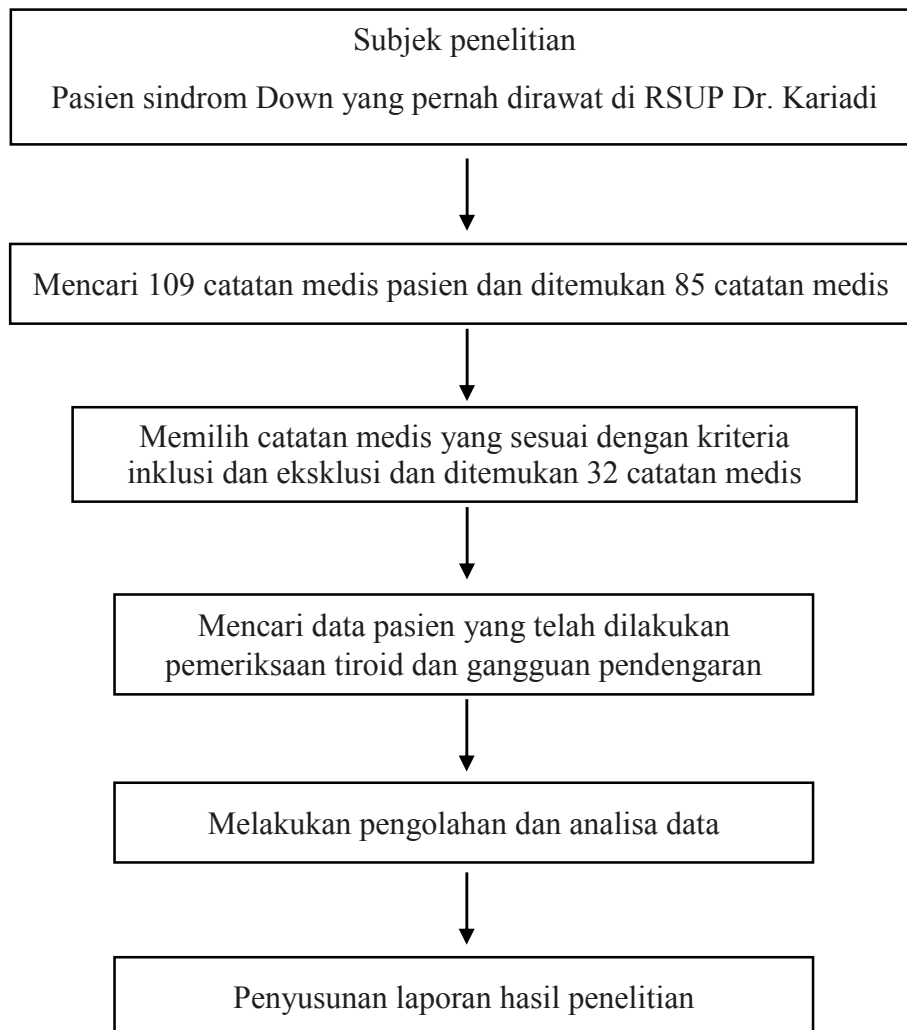 Subjek penelitian
Pasien sindrom Down yang pernah dirawat di RSUP Dr. Kariadi
Mencari 109 catatan medis pasien dan ditemukan 85 catatan medis
Memilih catatan medis yang sesuai dengan kriteria
inklusi dan eksklusi dan ditemukan 32 catatan medis
Mencari data pasien yang telah dilakukan
pemeriksaan tiroid dan gangguan pendengaran
Melakukan pengolahan dan analisa data
Penyusunan laporan hasil penelitian